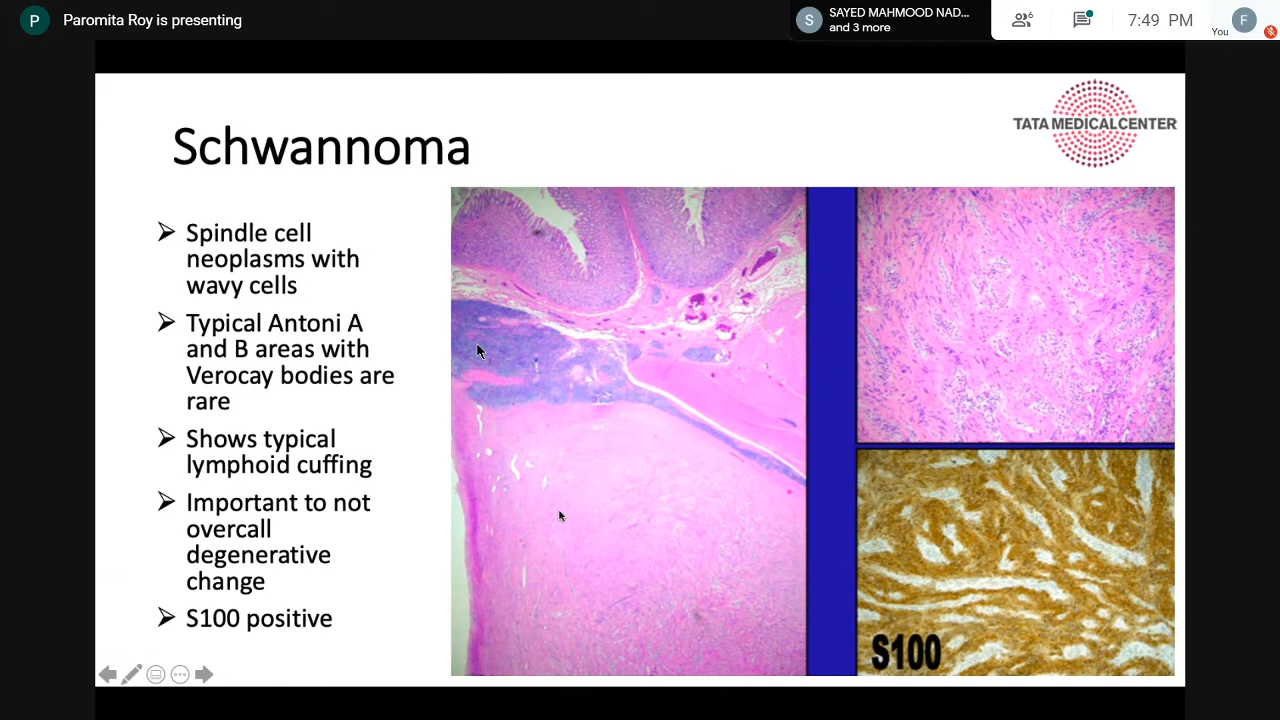 P
Paromita Roy is presenting
S
SAYED MAHMOOD NAD...
and 3 more
6
7:49 PM
You
F
TATA MEDICAL CENTER
Schwannoma
➢ Spindle cell
neoplasms with
wavy cells
➢ Typical Antoni A
and B areas with
Verocay bodies are
rare
➢ Shows typical
lymphoid cuffing
➢ Important to not
overcall
degenerative
change
➢ S100 positive
S100